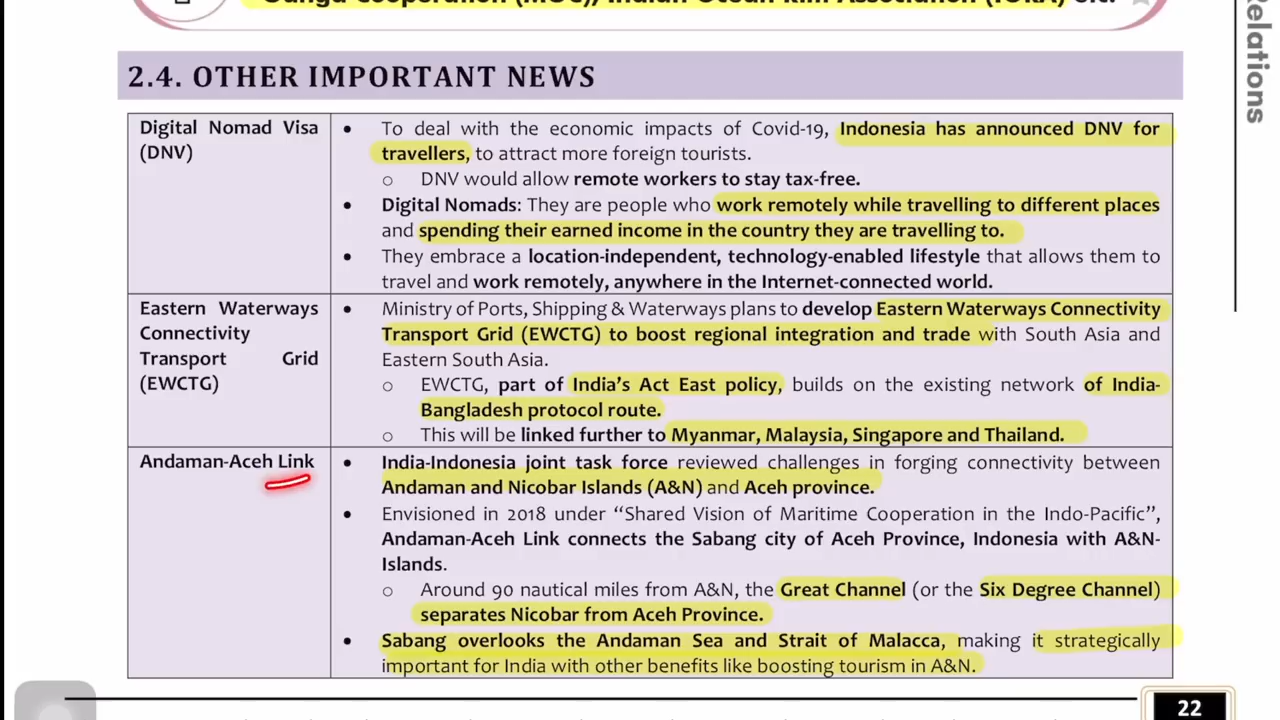 Ganga Cooperation (MGC), Indian Ocean Rim Association (IORA) etc.
Relations
2.4. OTHER IMPORTANT NEWS
Digital Nomad Visa
(DNV)
• To deal with the economic impacts of Covid-19, Indonesia has announced DNV for
travellers, to attract more foreign tourists.
o DNV would allow remote workers to stay tax-free.
• Digital Nomads: They are people who work remotely while travelling to different places
and spending their earned income in the country they are travelling to.
• They embrace a location-independent, technology-enabled lifestyle that allows them to
travel and work remotely, anywhere in the Internet-connected world.
Eastern Waterways
Connectivity
Transport Grid
(EWCTG)
• Ministry of Ports, Shipping & Waterways plans to develop Eastern Waterways Connectivity
Transport Grid (EWCTG) to boost regional integration and trade with South Asia and
Eastern South Asia.
o EWCTG, part of India's Act East policy, builds on the existing network of India-
Bangladesh protocol route.
o This will be linked further to Myanmar, Malaysia, Singapore and Thailand.
Andaman-Aceh Link
• India-Indonesia joint task force reviewed challenges in forging connectivity between
Andaman and Nicobar Islands (A&N) and Aceh province.
• Envisioned in 2018 under “Shared Vision of Maritime Cooperation in the Indo-Pacific”,
Andaman-Aceh Link connects the Sabang city of Aceh Province, Indonesia with A&N-
Islands.
o Around 90 nautical miles from A&N, the Great Channel (or the Six Degree Channel)
separates Nicobar from Aceh Province.
• Sabang overlooks the Andaman Sea and Strait of Malacca, making it strategically
important for India with other benefits like boosting tourism in A&N.
22